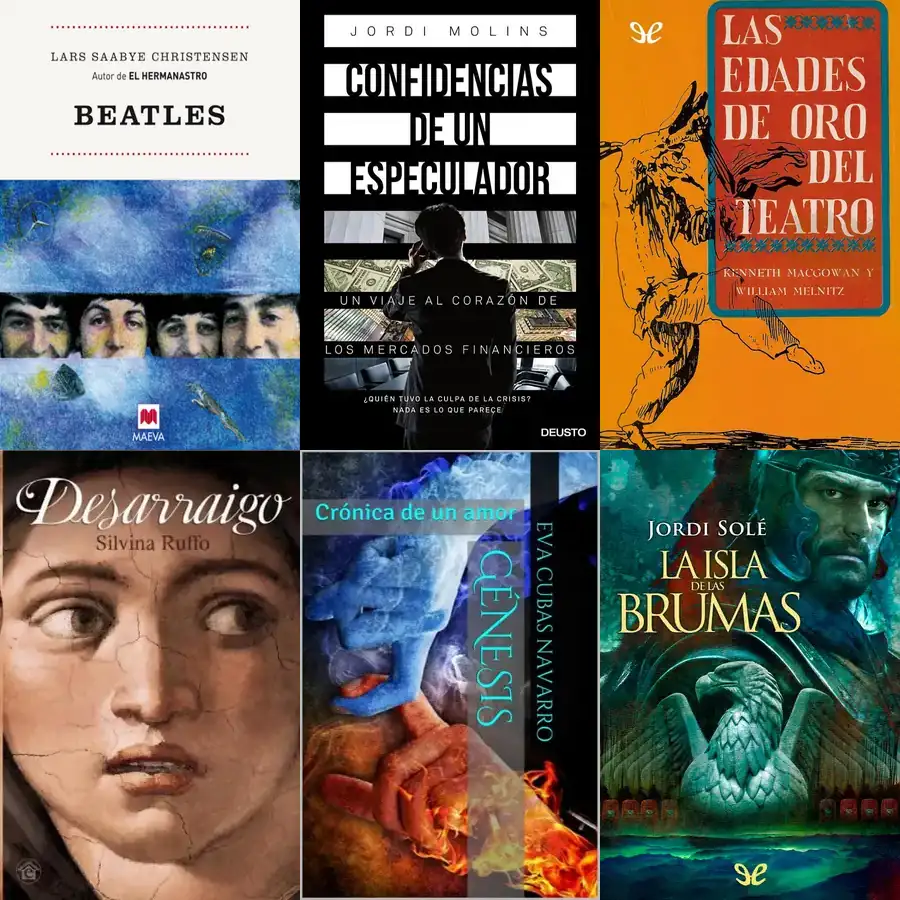 LARS SAABYE CHRISTENSEN
Autor de EL HERMANASTRO
BEATLES
MAEVA
JORDI MOLINS
CONFIDENCIAS
DE UN
ESPECULADOR
UN VIAJE AL CORAZÓN DE
LOS MERCADOS FINANCIEROS
¿QUIÉN TUVO LA CULPA DE LA CRISIS?
NADA ES LO QUE PARECE
DEUSTO
LAS
EDADES
DE ORO
DEL
TEATRO
KENNETH MACGOWAN Y
WILLIAM MELNITZ
Desarraigo
Silvina Ruffo
Crónica de un amor
GÉNESIS
EVA CUBAS NAVARRO
JORDI SOLÉ
LA ISLA
DE LAS
BRUMAS